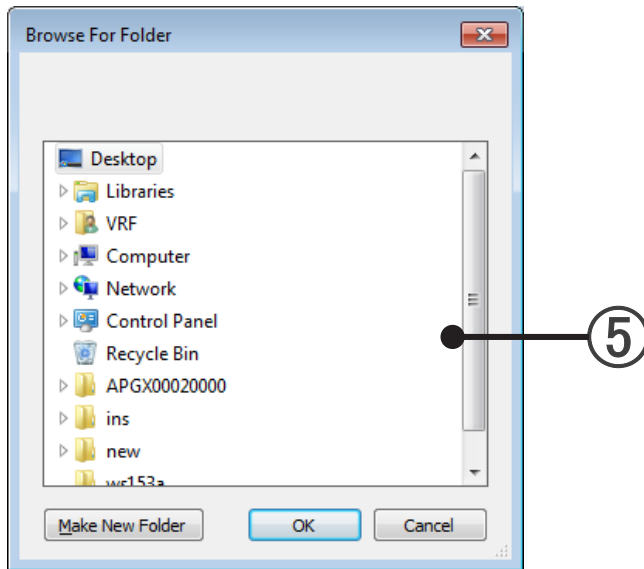 Browse For Folder
Desktop
Libraries
VRF
Computer
Network
Control Panel
⑤
Recycle Bin
APGX00020000
ins
new
wr153a
Make New Folder OK Cancel